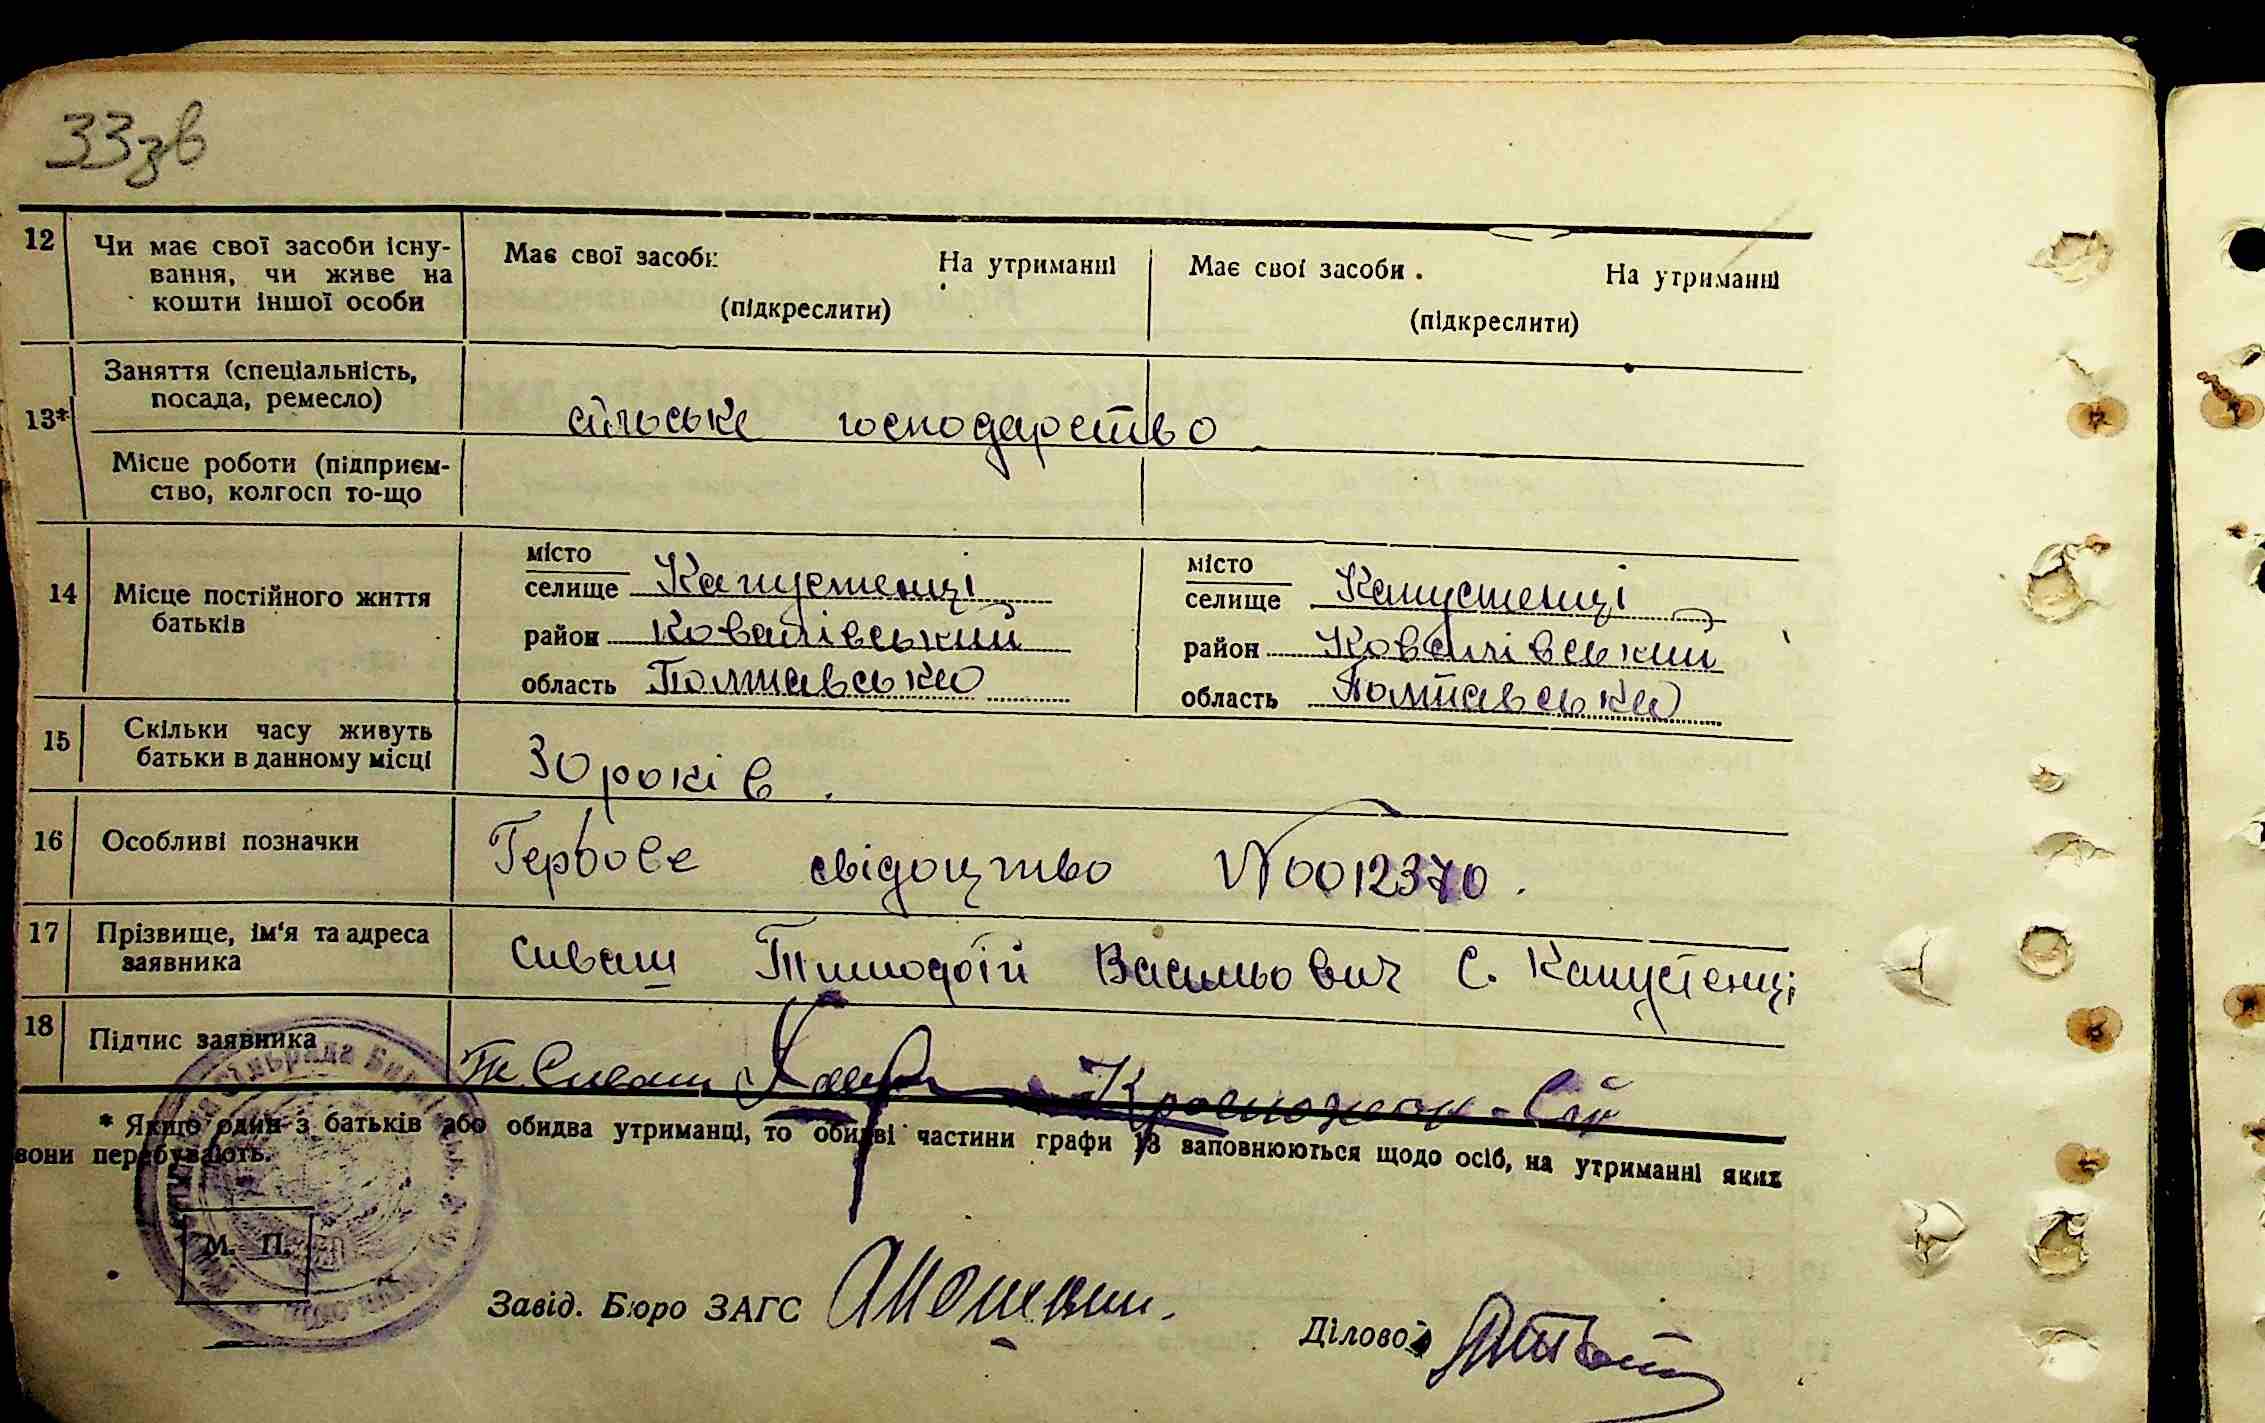 33зв
12 Чи має свої засоби існу-
вання, чи живе на
кошти іншої особи
Має свої засоби На утриманні
(підкреслити)
Має свої засоби. На утриманні
(підкреслити)
13* Заняття (спеціальність,
посада, ремесло)
сільське господарство
Місце роботи (підприєм-
ство, колгосп то-що
14 Місце постійного життя
батьків
місто
селище Капустенці
район Ковалівський
область Полтавська
місто
селище Капустенці
район Ковалівський
область Полтавська
15 Скільки часу живуть
батьки в данному місці
30 років.
16 Особливі позначки
Гербове свідоцтво №0012370.
17 Прізвище, ім'я та адреса
заявника
Сиваш Тимофій Васильович с. Капустенці
18 Підпис заявника
Сиваш
* Якщо один з батьків або обидва утриманці, то обидві частини графи 13 заповнюються щодо осіб, на утриманні яких
вони перебувають.
М. П.
Завід. Бюро ЗАГС
Діловод